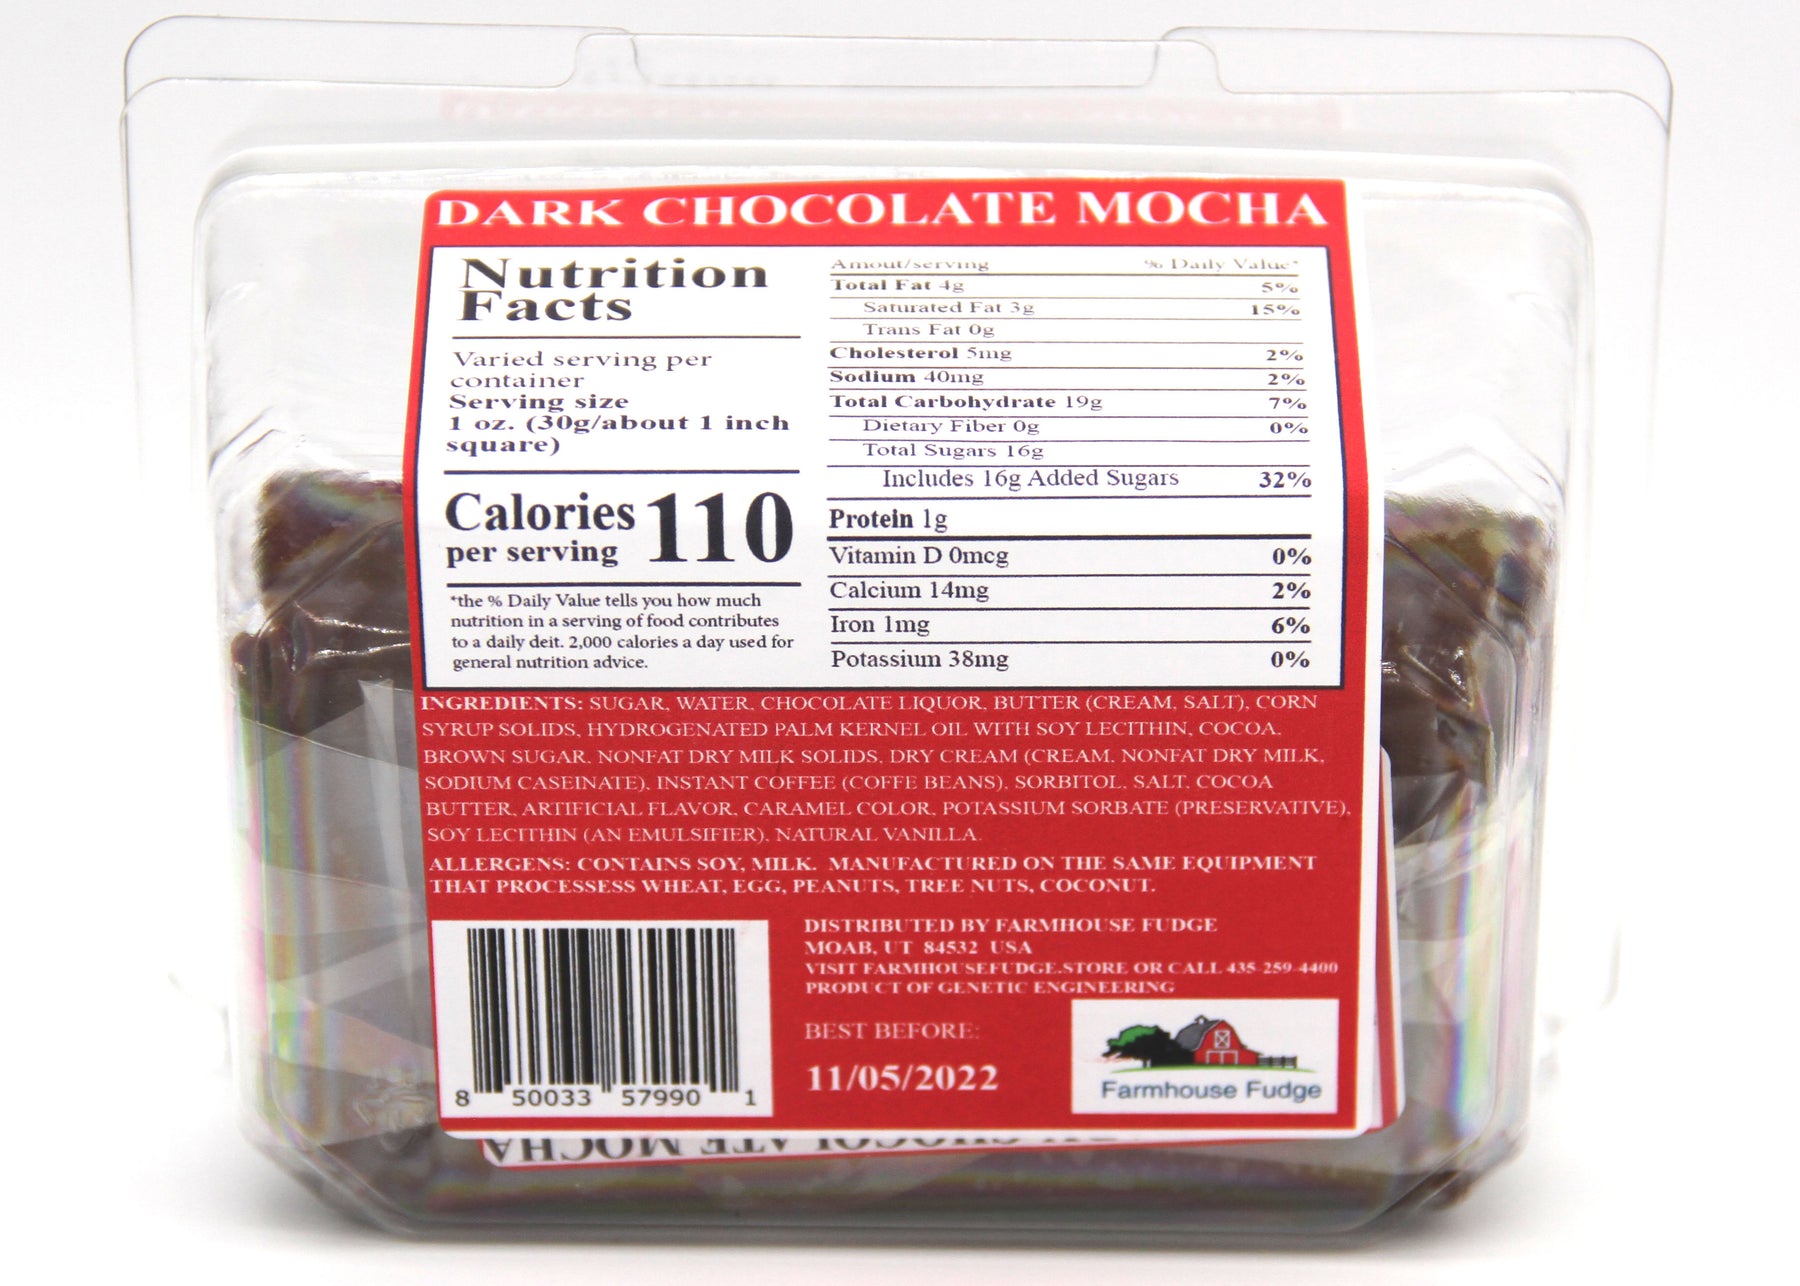 DARK CHOCOLATE MOCHA
Nutrition
Facts
Varied serving per
container
Serving size
1 oz. (30g/about 1 inch
square)
Calories 110
per serving
*the % Daily Value tells you how much
nutrition in a serving of food contributes
to a daily deit. 2,000 calories a day used for
general nutrition advice.
Amout/serving % Daily Value*
Total Fat 4g 5%
Saturated Fat 3g 15%
Trans Fat 0g
Cholesterol 5mg 2%
Sodium 40mg 2%
Total Carbohydrate 19g 7%
Dietary Fiber 0g 0%
Total Sugars 16g
Includes 16g Added Sugars 32%
Protein 1g
Vitamin D 0mcg 0%
Calcium 14mg 2%
Iron 1mg 6%
Potassium 38mg 0%
INGREDIENTS: SUGAR, WATER, CHOCOLATE LIQUOR, BUTTER (CREAM, SALT), CORN
SYRUP SOLIDS, HYDROGENATED PALM KERNEL OIL WITH SOY LECITHIN, COCOA,
BROWN SUGAR, NONFAT DRY MILK SOLIDS, DRY CREAM (CREAM, NONFAT DRY MILK,
SODIUM CASEINATE), INSTANT COFFEE (COFFE BEANS), SORBITOL, SALT, COCOA
BUTTER, ARTIFICIAL FLAVOR, CARAMEL COLOR, POTASSIUM SORBATE (PRESERVATIVE),
SOY LECITHIN (AN EMULSIFIER), NATURAL VANILLA.
ALLERGENS: CONTAINS SOY, MILK. MANUFACTURED ON THE SAME EQUIPMENT
THAT PROCESSESS WHEAT, EGG, PEANUTS, TREE NUTS, COCONUT.
DISTRIBUTED BY FARMHOUSE FUDGE
MOAB, UT 84532 USA
VISIT FARMHOUSEFUDGE.STORE OR CALL 435-259-4400
PRODUCT OF GENETIC ENGINEERING
BEST BEFORE:
11/05/2022
Farmhouse Fudge
8 50033 57990 1
CHOCOLATE MOCHA